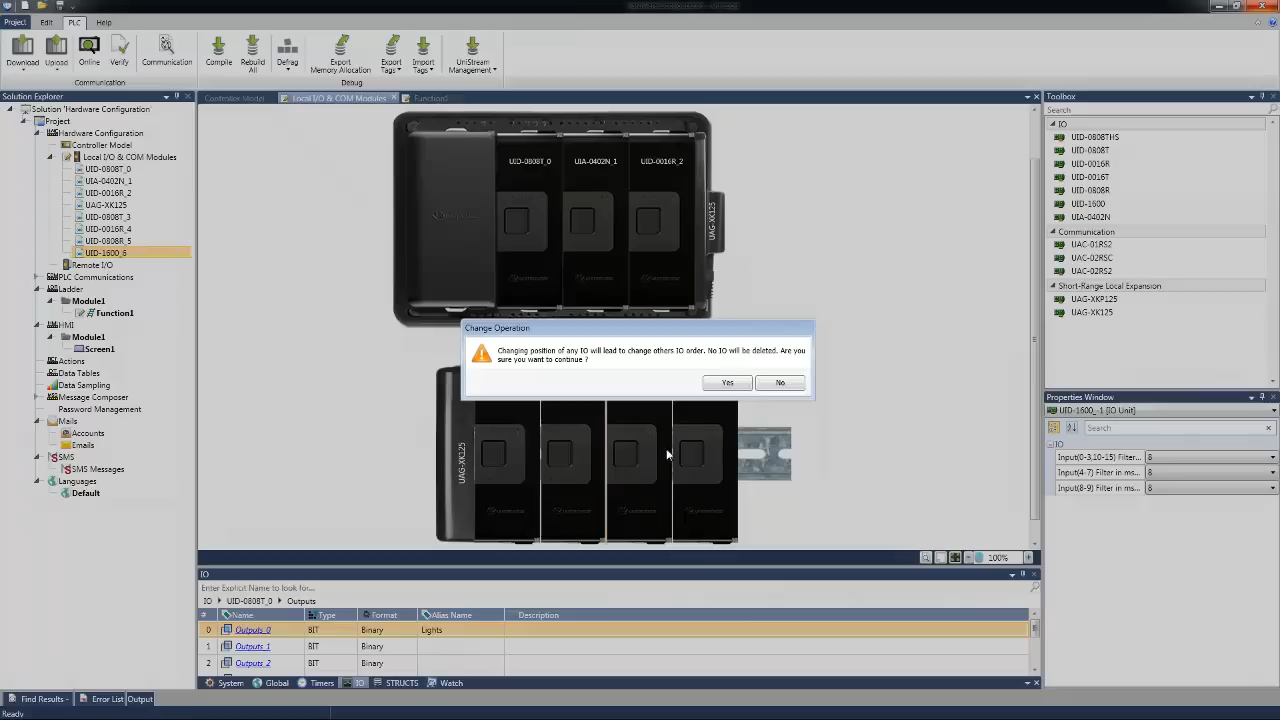 Project Edit PLC Help
Download Upload Online Verify Communication Compile Rebuild All Defrag Export Memory Allocation Export Tags Import Tags UniStream Management
Communication Debug
Solution Explorer
Solution 'Hardware Configuration'
Project
Hardware Configuration
Controller Model
Local I/O & COM Modules
UID-0808T_0
UIA-0402N_1
UID-0016R_2
UAG-XK125
UID-0808T_3
UID-0016R_4
UID-0808R_5
UID-1600_6
Remote I/O
PLC Communications
Ladder
Module1
Function1
HMI
Module1
Screen1
Actions
Data Tables
Data Sampling
Message Composer
Password Management
Mails
Accounts
Emails
SMS
SMS Messages
Languages
Default
Controller Model Local I/O & COM Modules Function1
UID-0808T_0 UIA-0402N_1 UID-0016R_2
UAG-XK125
Change Operation
Changing position of any IO will lead to change others IO order. No IO will be deleted. Are you
sure you want to continue ?
Yes No
UAG-XK125
100%
IO
Enter Explicit Name to look for...
IO UID-0808T_0 Outputs
# Name Type Format Alias Name Description
0 Outputs_0 BIT Binary Lights
1 Outputs_1 BIT Binary
2 Outputs_2 BIT Binary
System Global Timers IO STRUCTS Watch
Toolbox
Search
IO
UID-0808THS
UID-0808T
UID-0016R
UID-0016T
UID-0808R
UID-1600
UIA-0402N
Communication
UAC-01RS2
UAC-02RSC
UAC-02RS2
Short-Range Local Expansion
UAG-XKP125
UAG-XK125
Properties Window
UID-1600_-1 [IO Unit]
Search
IO
Input(0-3,10-15) Filter... 8
Input(4-7) Filter in ms... 8
Input(8-9) Filter in ms... 8
Find Results - Error List Output
Ready